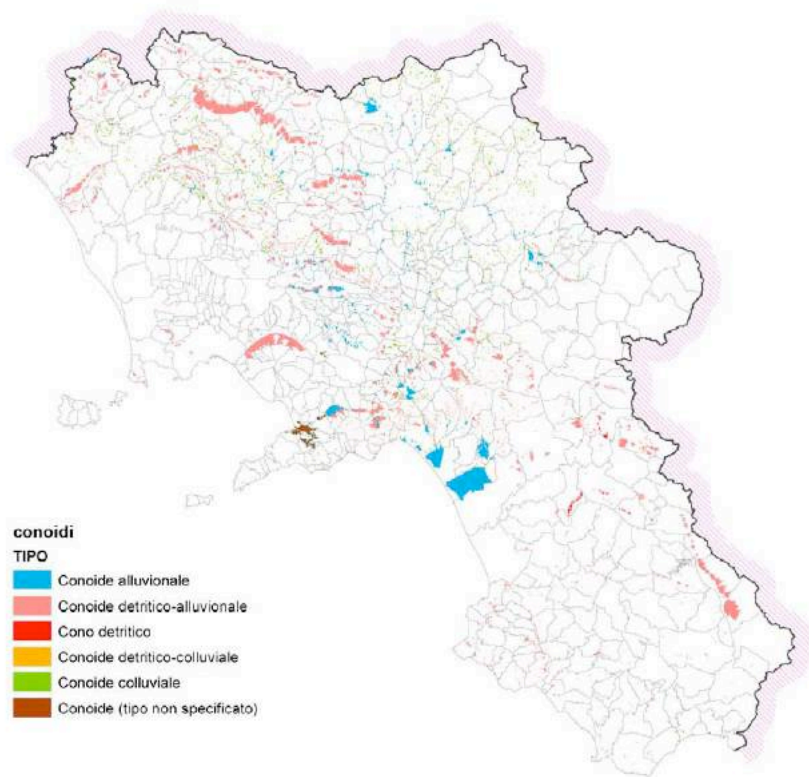 conoidi
TIPO
Conoide alluvionale
Conoide detritico-alluvionale
Cono detritico
Conoide detritico-colluviale
Conoide colluviale
Conoide (tipo non specificato)